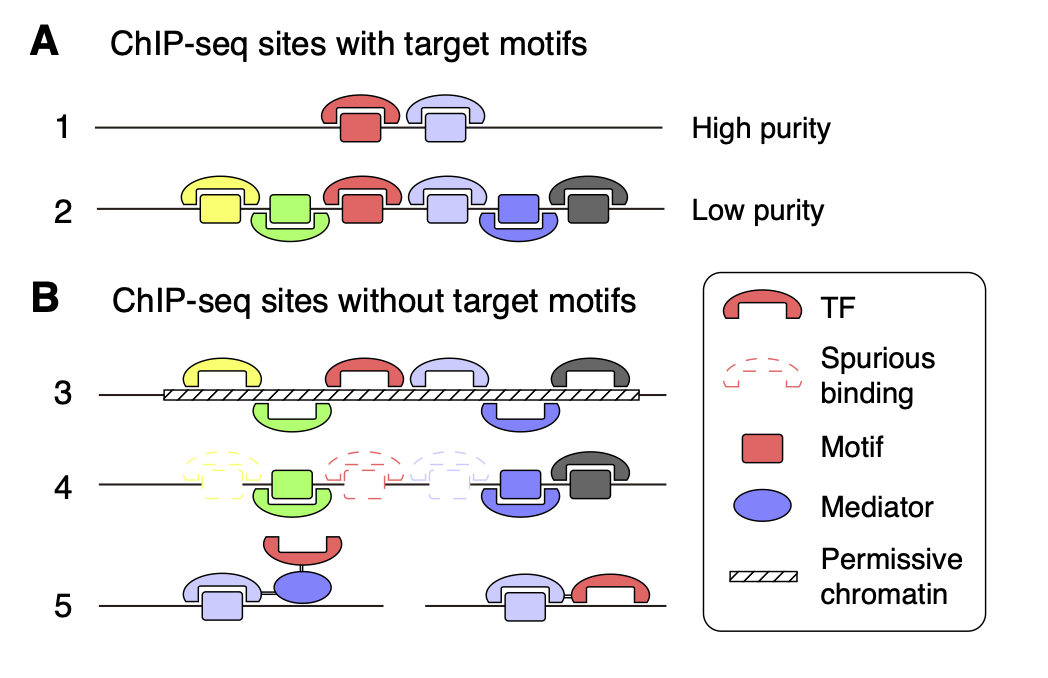 A ChIP-seq sites with target motifs
1 High purity
2 Low purity
B ChIP-seq sites without target motifs
3
4
5
TF
Spurious
binding
Motif
Mediator
Permissive
chromatin